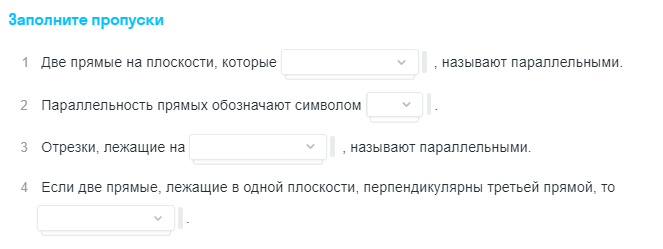 Заполните пропуски
1 Две прямые на плоскости, которые , называют параллельными.
2 Параллельность прямых обозначают символом .
3 Отрезки, лежащие на , называют параллельными.
4 Если две прямые, лежащие в одной плоскости, перпендикулярны третьей прямой, то
.